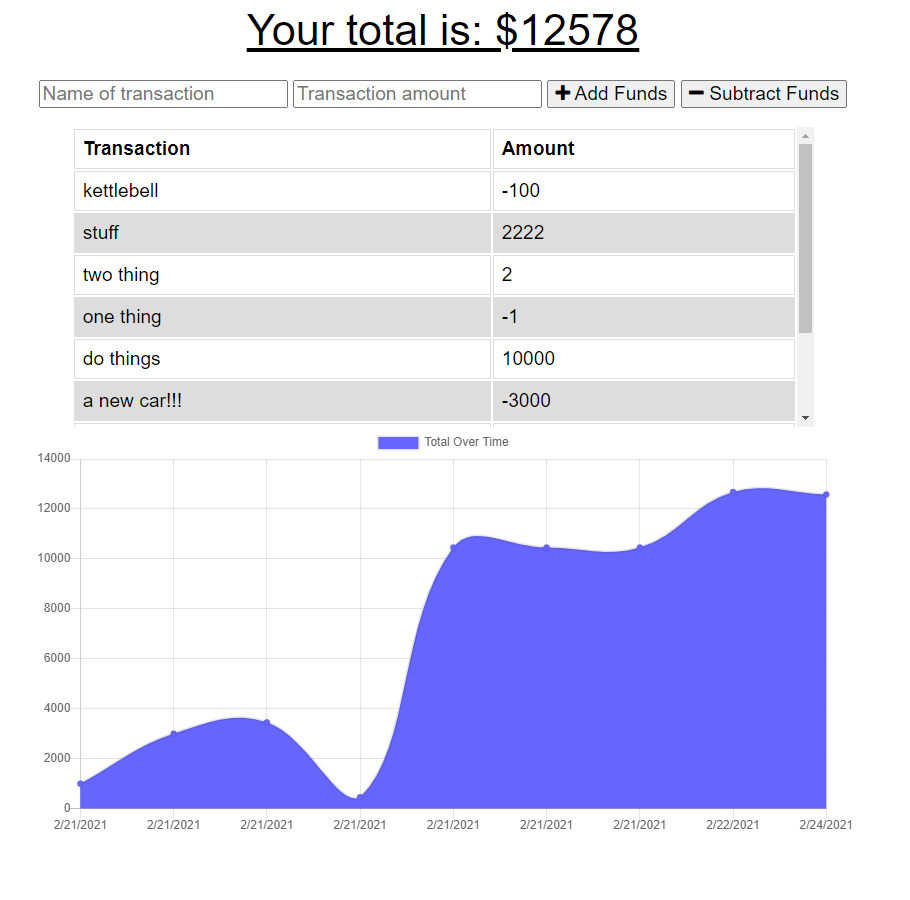 Your total is: $12578
Name of transaction Transaction amount Add Funds Subtract Funds
Transaction Amount
kettlebell -100
stuff 2222
two thing 2
one thing -1
do things 10000
a new car!!! -3000
Total Over Time
14000
12000
10000
8000
6000
4000
2000
0
2/21/2021 2/21/2021 2/21/2021 2/21/2021 2/21/2021 2/21/2021 2/21/2021 2/22/2021 2/24/2021